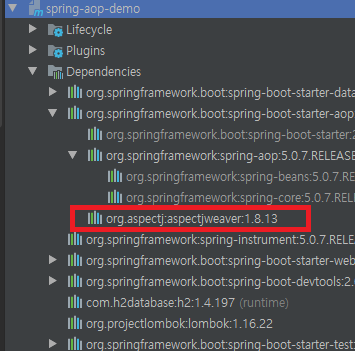 spring-aop-demo
Lifecycle
Plugins
Dependencies
org.springframework.boot:spring-boot-starter-data
org.springframework.boot:spring-boot-starter-aop
org.springframework.boot:spring-boot-starter:2
org.springframework:spring-aop:5.0.7.RELEASE
org.springframework:spring-beans:5.0.7.REL
org.springframework:spring-core:5.0.7.REL
org.aspectj:aspectjweaver:1.8.13
org.springframework:spring-instrument:5.0.7.REL
org.springframework.boot:spring-boot-starter-web
org.springframework.boot:spring-boot-devtools:2.
com.h2database:h2:1.4.197 (runtime)
org.projectlombok:lombok:1.16.22
org.springframework.boot:spring-boot-starter-test: